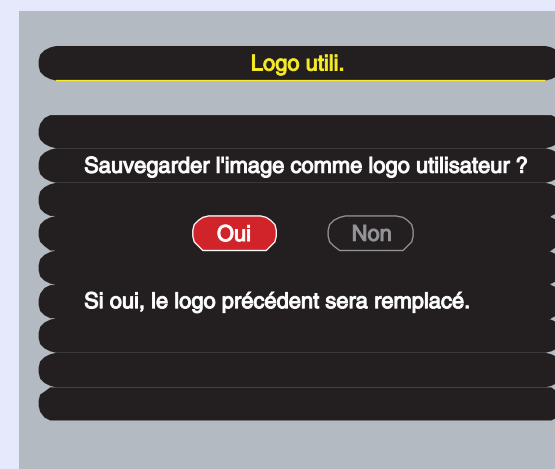 Logo utili.
Sauvegarder l'image comme logo utilisateur ?
Oui Non
Si oui, le logo précédent sera remplacé.